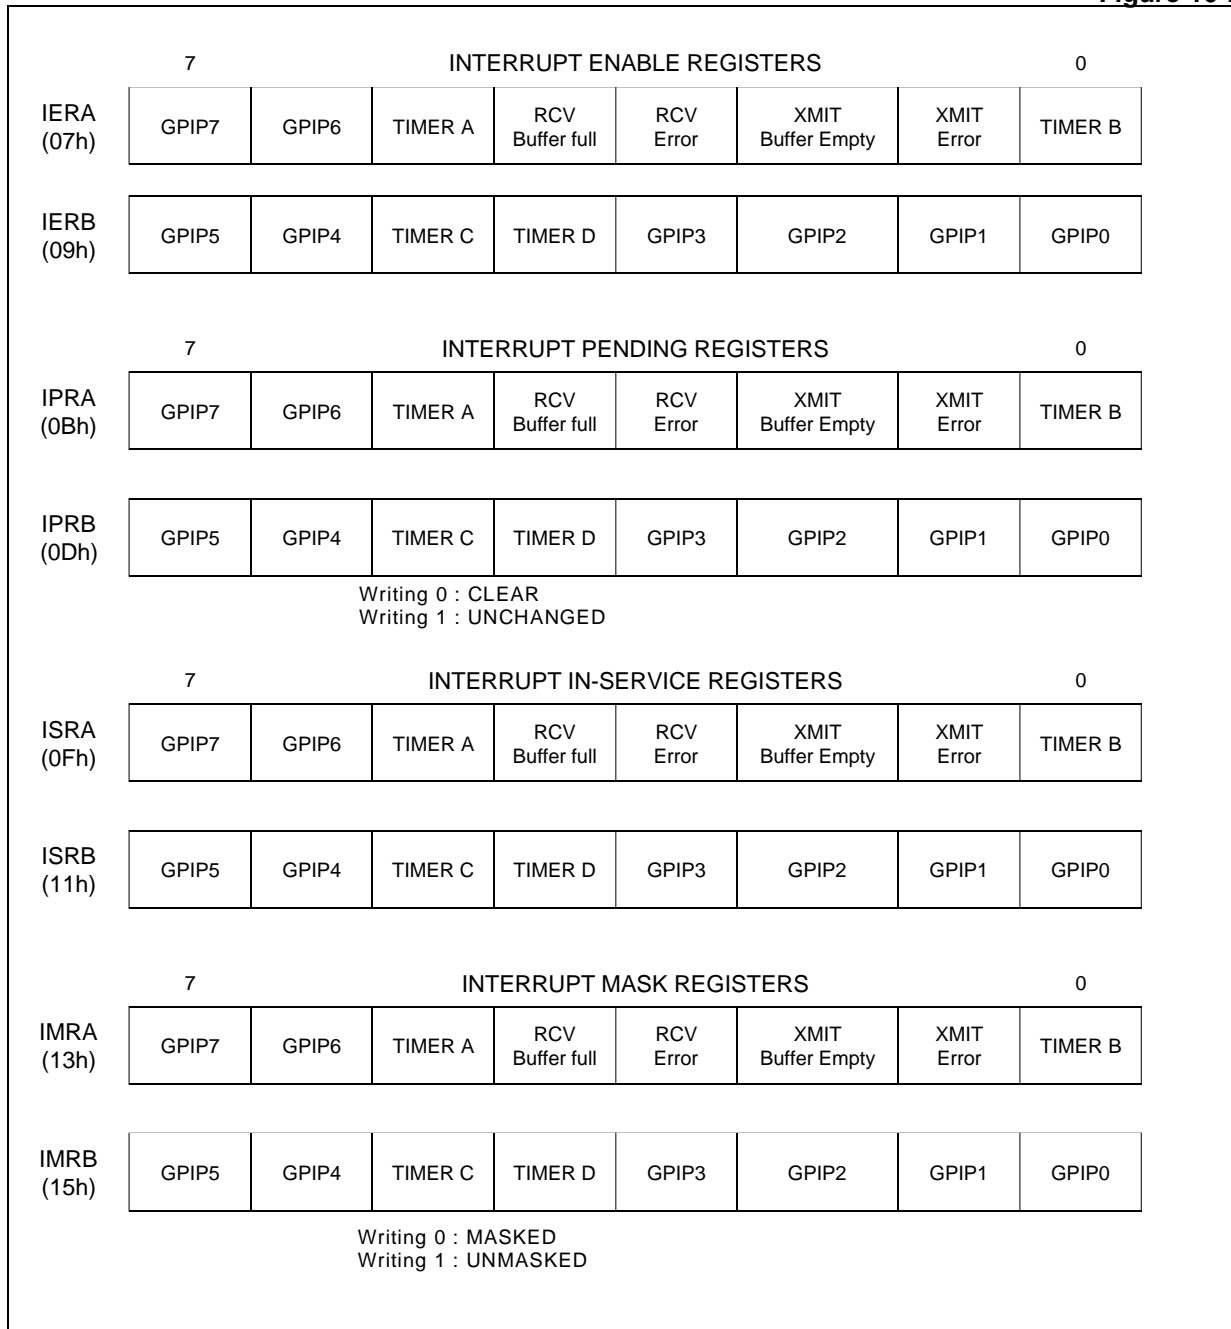 7 INTERRUPT ENABLE REGISTERS 0
IERA
(07h)
GPIP7 GPIP6 TIMER A RCV Buffer full RCV Error XMIT Buffer Empty XMIT Error TIMER B
IERB
(09h)
GPIP5 GPIP4 TIMER C TIMER D GPIP3 GPIP2 GPIP1 GPIP0
7 INTERRUPT PENDING REGISTERS 0
IPRA
(0Bh)
GPIP7 GPIP6 TIMER A RCV Buffer full RCV Error XMIT Buffer Empty XMIT Error TIMER B
IPRB
(0Dh)
GPIP5 GPIP4 TIMER C TIMER D GPIP3 GPIP2 GPIP1 GPIP0
Writing 0 : CLEAR
Writing 1 : UNCHANGED
7 INTERRUPT IN-SERVICE REGISTERS 0
ISRA
(0Fh)
GPIP7 GPIP6 TIMER A RCV Buffer full RCV Error XMIT Buffer Empty XMIT Error TIMER B
ISRB
(11h)
GPIP5 GPIP4 TIMER C TIMER D GPIP3 GPIP2 GPIP1 GPIP0
7 INTERRUPT MASK REGISTERS 0
IMRA
(13h)
GPIP7 GPIP6 TIMER A RCV Buffer full RCV Error XMIT Buffer Empty XMIT Error TIMER B
IMRB
(15h)
GPIP5 GPIP4 TIMER C TIMER D GPIP3 GPIP2 GPIP1 GPIP0
Writing 0 : MASKED
Writing 1 : UNMASKED